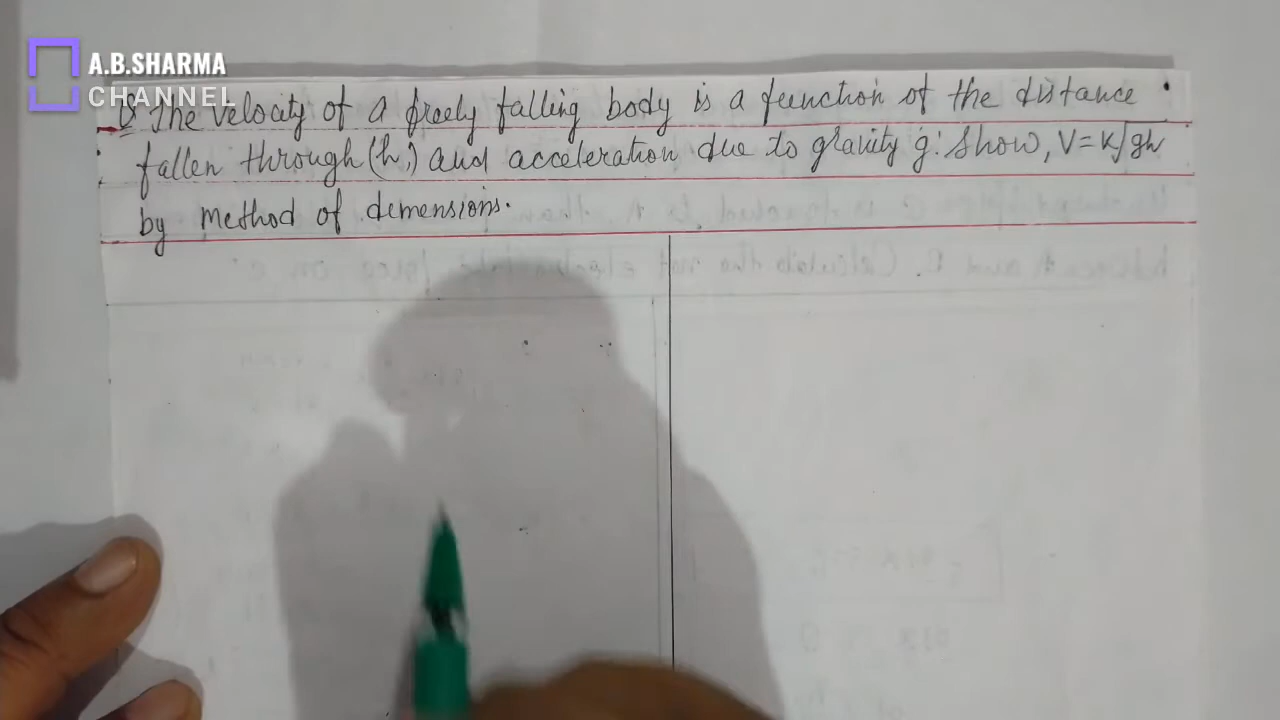 A.B.SHARMA
CHANNEL
Q The velocity of a freely falling body is a function of the distance
fallen through (h) and acceleration due to gravity g. Show, V = K√gh
by method of dimensions.